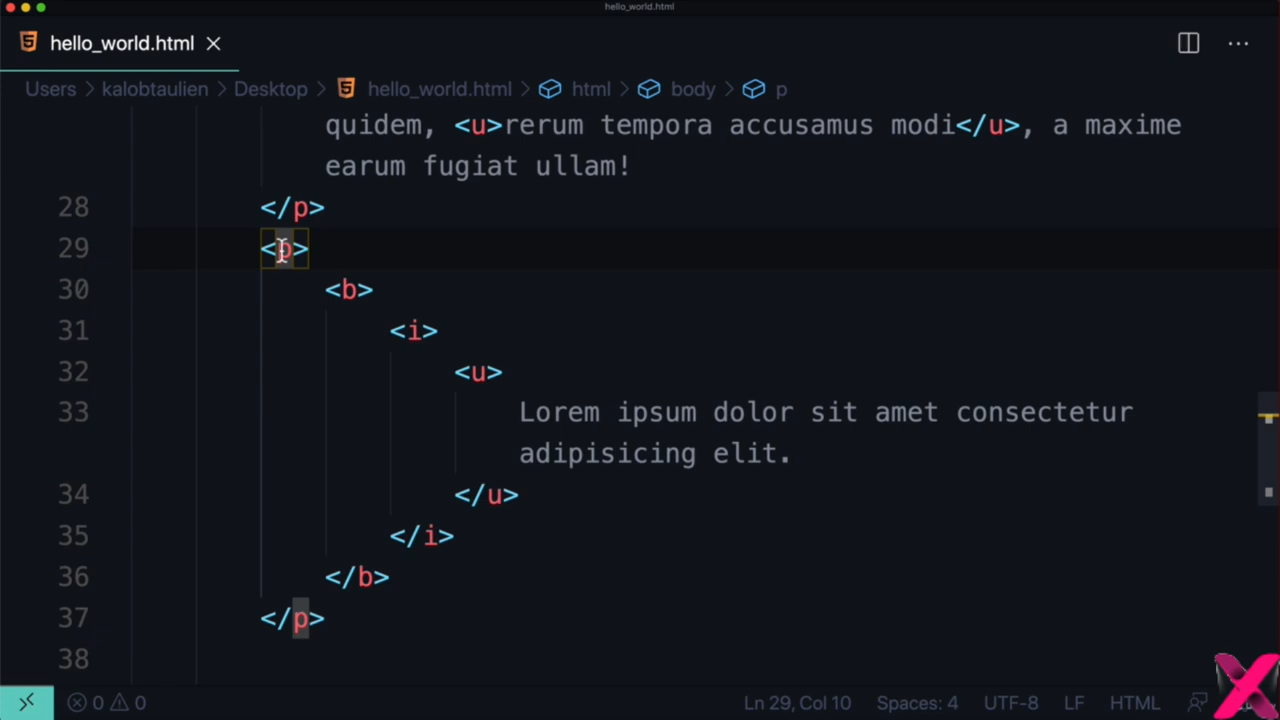 hello_world.html
hello_world.html
Users > kalobtaulien > Desktop > hello_world.html > html > body > p
quidem, <u>rerum tempora accusamus modi</u>, a maxime
earum fugiat ullam!
28 </p>
29 <p>
30 <b>
31 <i>
32 <u>
33 Lorem ipsum dolor sit amet consectetur
adipisicing elit.
34 </u>
35 </i>
36 </b>
37 </p>
38
0 0 Ln 29, Col 10 Spaces: 4 UTF-8 LF HTML